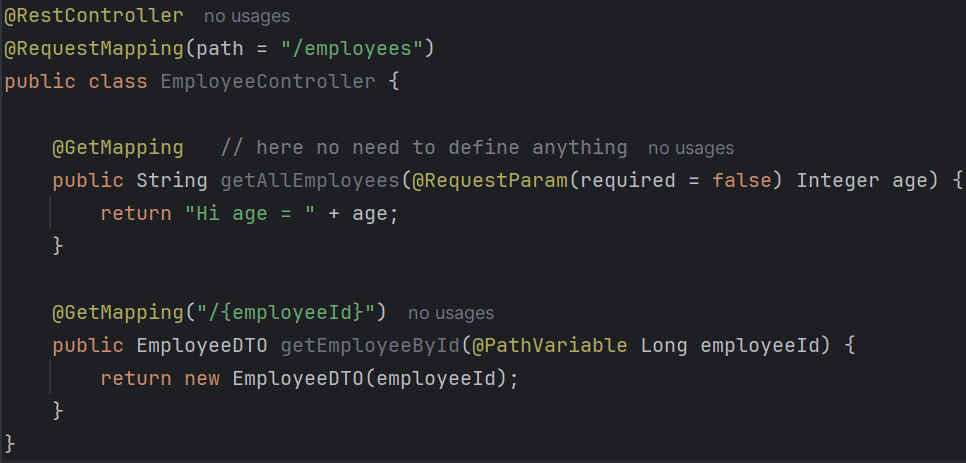 @RestController no usages
@RequestMapping(path = "/employees")
public class EmployeeController {
@GetMapping // here no need to define anything no usages
public String getAllEmployees(@RequestParam(required = false) Integer age) {
return "Hi age = " + age;
}
@GetMapping("/{employeeId}") no usages
public EmployeeDTO getEmployeeById(@PathVariable Long employeeId) {
return new EmployeeDTO(employeeId);
}
}